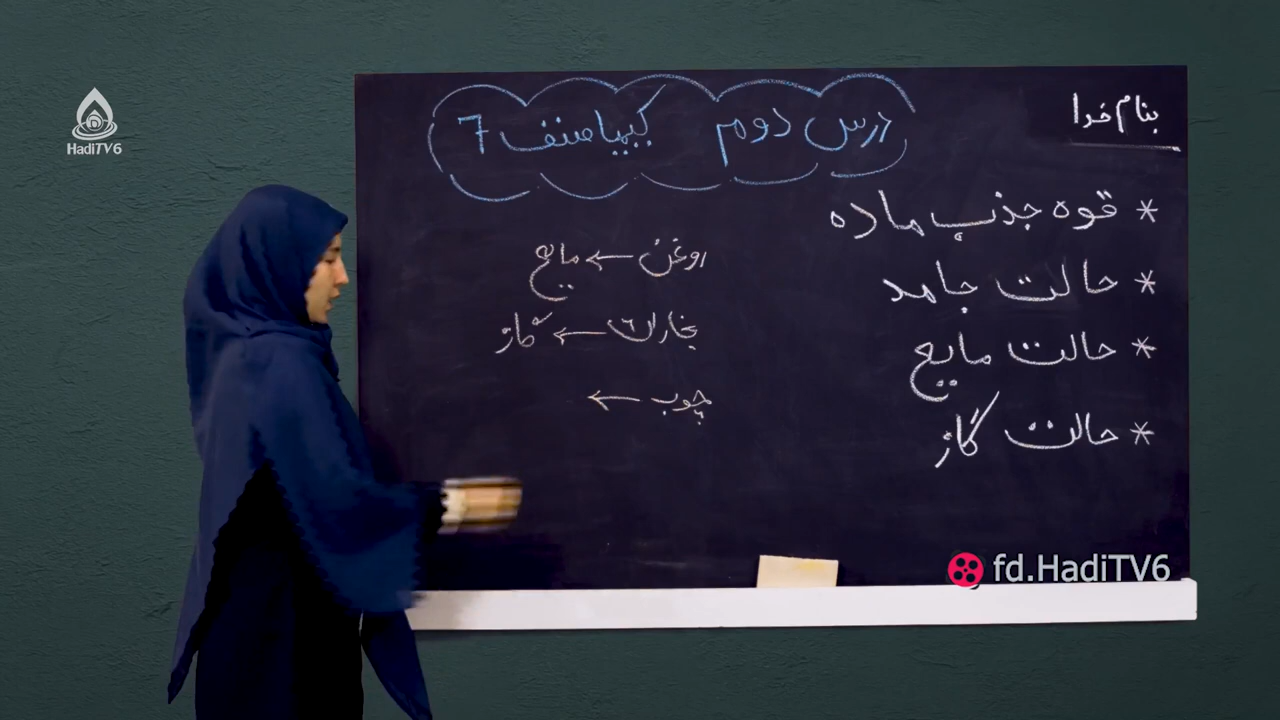 بنام خدا
درس دوم کیمیا صنف 7
* قوه جذب ماده
* حالت جامد
* حالت مایع
* حالت گاز
روغن ← مایع
بخارات ← گاز
چوب ←
HadiTV6
fd.HadiTV6